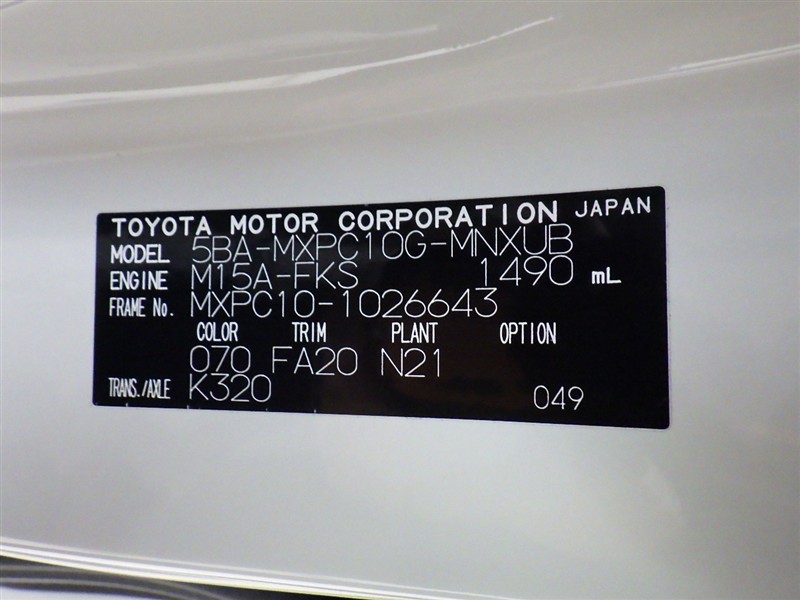 TOYOTA MOTOR CORPORATION JAPAN
MODEL 5BA-MXPC10G-MNXUB
ENGINE M15A-FKS 1490 mL
FRAME No. MXPC10-1026643
COLOR TRIM PLANT OPTION
070 FA20 N21
TRANS./AXLE K320 049